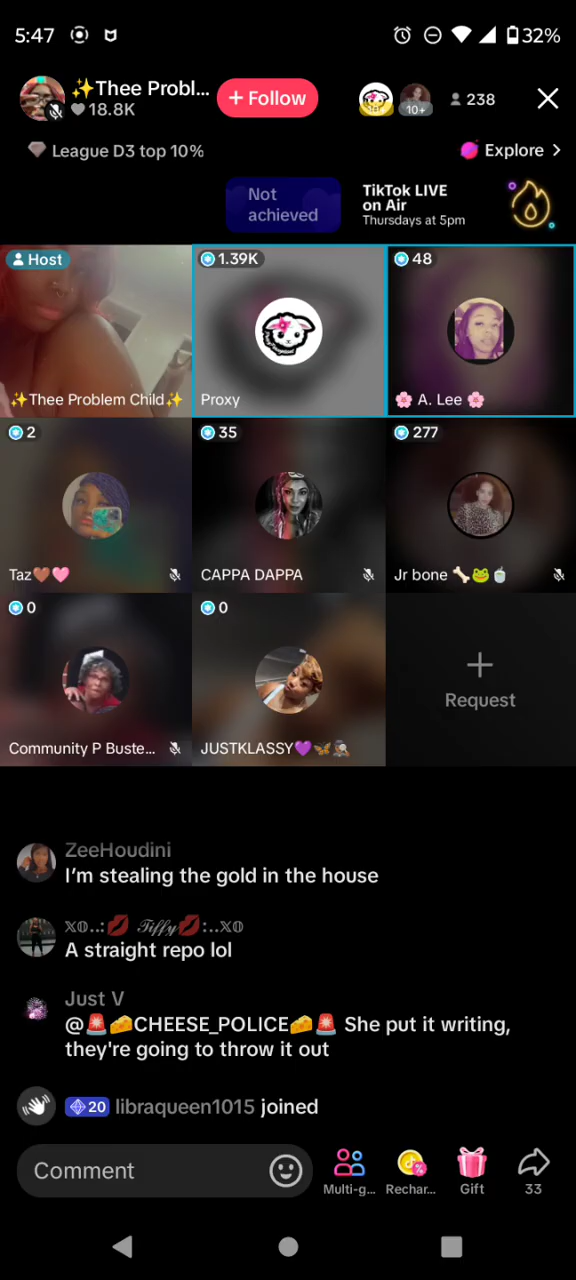 5:47
32%
✨Thee Probl...
18.8K
+ Follow
10+
238
League D3 top 10%
Explore >
Not
achieved
TikTok LIVE
on Air
Thursdays at 5pm
Host
✨Thee Problem Child✨
1.39K
Proxy
48
🌸 A. Lee 🌸
2
Taz🤎🩷
35
CAPPA DAPPA
277
Jr bone 🦴🐸🍵
0
Community P Buste...
0
JUSTKLASSY💜🦋🕵🏽‍♀️
+
Request
ZeeHoudini
I’m stealing the gold in the house
𝕏𝕆..:💋 𝒯𝒾𝒻𝒻𝓎💋:..𝕏𝕆
A straight repo lol
Just V
@🚨🧀CHEESE_POLICE🧀🚨 She put it writing,
they're going to throw it out
20 libraqueen1015 joined
Comment
Multi-g...
Rechar...
Gift
33